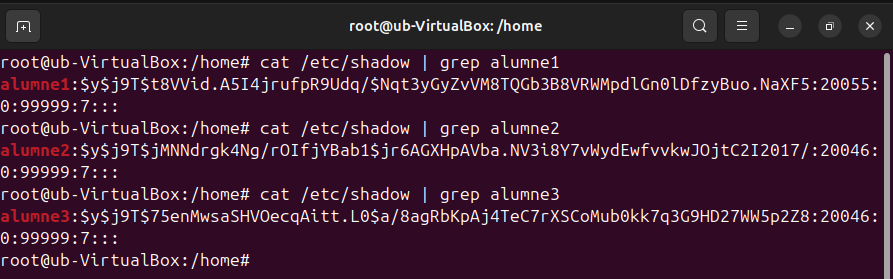 root@ub-VirtualBox: /home
root@ub-VirtualBox:/home# cat /etc/shadow | grep alumne1
alumne1:$y$j9T$t8VVid.A5I4jrufpR9Udq/$Nqt3yGyZvVM8TQGb3B8VRWMpdlGn0lDfzyBuo.NaXF5:20055:
0:99999:7:::
root@ub-VirtualBox:/home# cat /etc/shadow | grep alumne2
alumne2:$y$j9T$jMNNdrgk4Ng/rOIfjYBab1$jr6AGXHpAVba.NV3i8Y7vWydEwfvvkwJOjtC2I2017/:20046:
0:99999:7:::
root@ub-VirtualBox:/home# cat /etc/shadow | grep alumne3
alumne3:$y$j9T$75enMwsaSHVOecqAitt.L0$a/8agRbKpAj4TeC7rXSCoMub0kk7q3G9HD27WW5p2Z8:20046:
0:99999:7:::
root@ub-VirtualBox:/home#